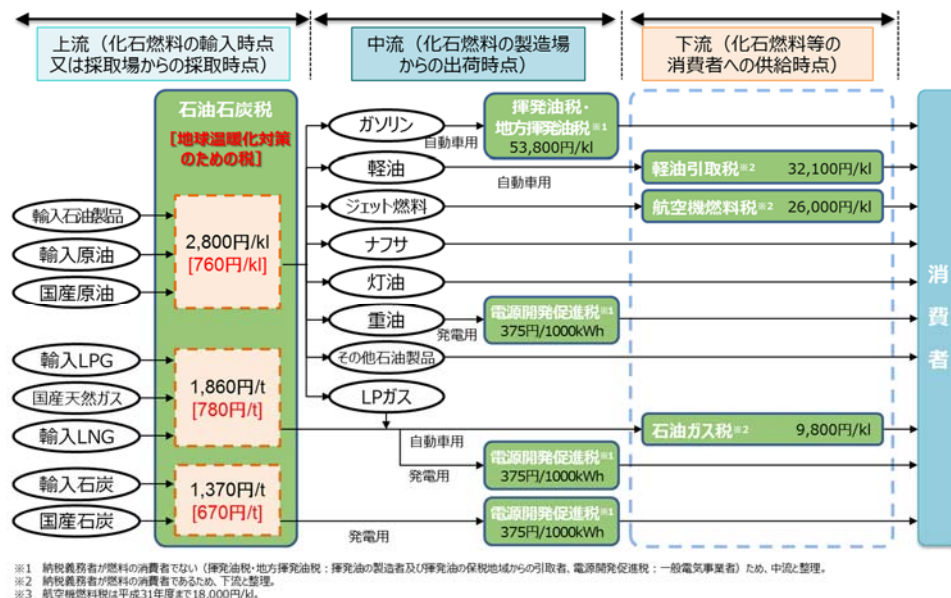 上流（化石燃料の輸入時点
又は採取場からの採取時点）
中流（化石燃料の製造場
からの出荷時点）
下流（化石燃料等の
消費者への供給時点）
石油石炭税
[地球温暖化対策
のための税]
輸入石油製品
輸入原油
国産原油
2,800円/kl
[760円/kl]
輸入LPG
国産天然ガス
輸入LNG
1,860円/t
[780円/t]
輸入石炭
国産石炭
1,370円/t
[670円/t]
ガソリン
自動車用
揮発油税・
地方揮発油税※1
53,800円/kl
軽油
自動車用
軽油引取税※2 32,100円/kl
ジェット燃料
航空機燃料税※2 26,000円/kl
ナフサ
灯油
重油
発電用
電源開発促進税※1
375円/1000kWh
その他石油製品
LPガス
自動車用
石油ガス税※2 9,800円/kl
発電用
電源開発促進税※1
375円/1000kWh
発電用
電源開発促進税※1
375円/1000kWh
消費者
※1 納税義務者が燃料の消費者でない（揮発油税・地方揮発油税：揮発油の製造者及び揮発油の保税地域からの引取者、電源開発促進税：一般電気事業者）ため、中流と整理。
※2 納税義務者が燃料の消費者であるため、下流と整理。
※3 航空機燃料税は平成31年度まで18,000円/kl。